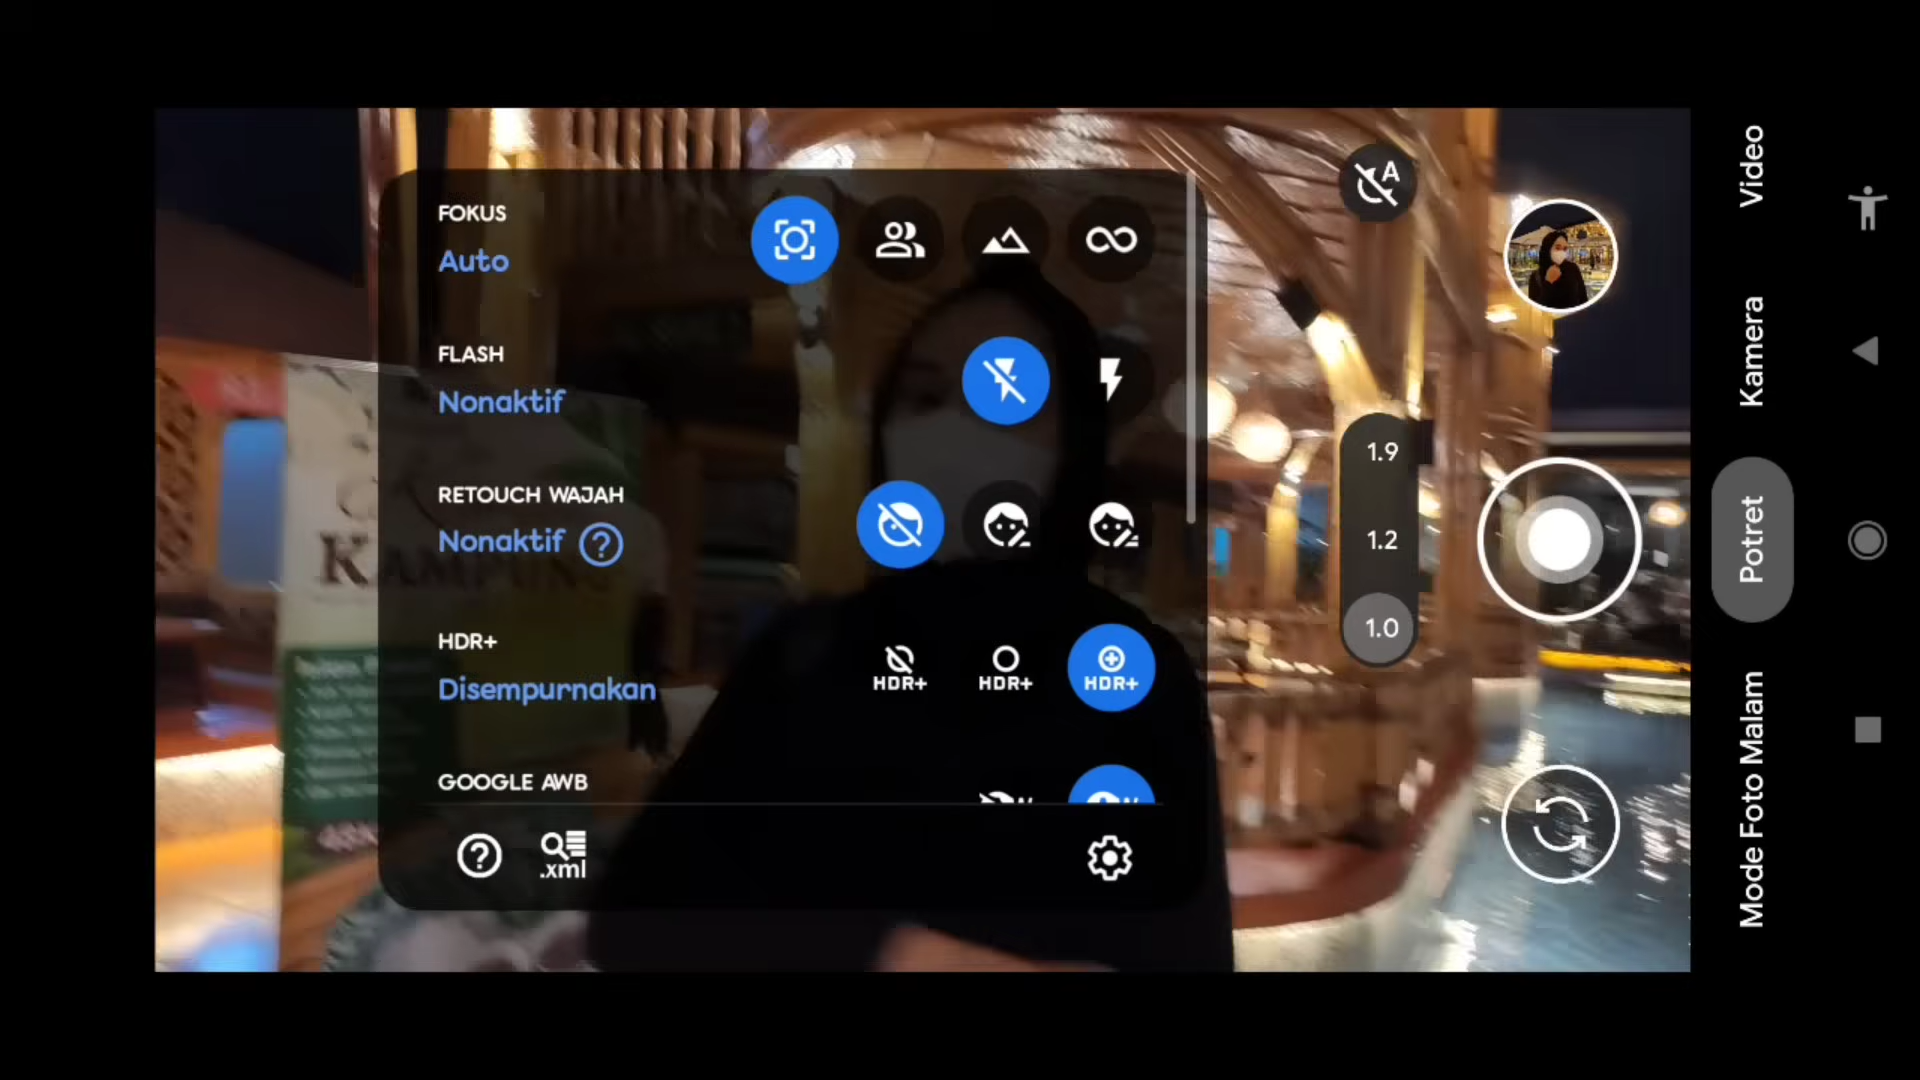 FOKUS
Auto
FLASH
Nonaktif
RETOUCH WAJAH
Nonaktif
HDR+
Disempurnakan
HDR+
HDR+
HDR+
GOOGLE AWB
.xml
A
1.9
1.2
1.0
Video
Kamera
Potret
Mode Foto Malam
KAMPUNG